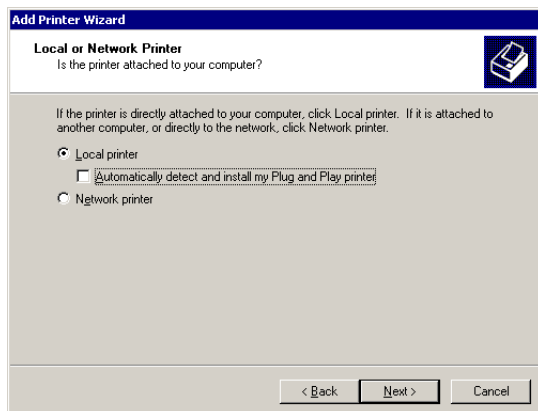 Add Printer Wizard
Local or Network Printer
Is the printer attached to your computer?
If the printer is directly attached to your computer, click Local printer. If it is attached to
another computer, or directly to the network, click Network printer.
Local printer
Automatically detect and install my Plug and Play printer
Network printer
< Back
Next >
Cancel